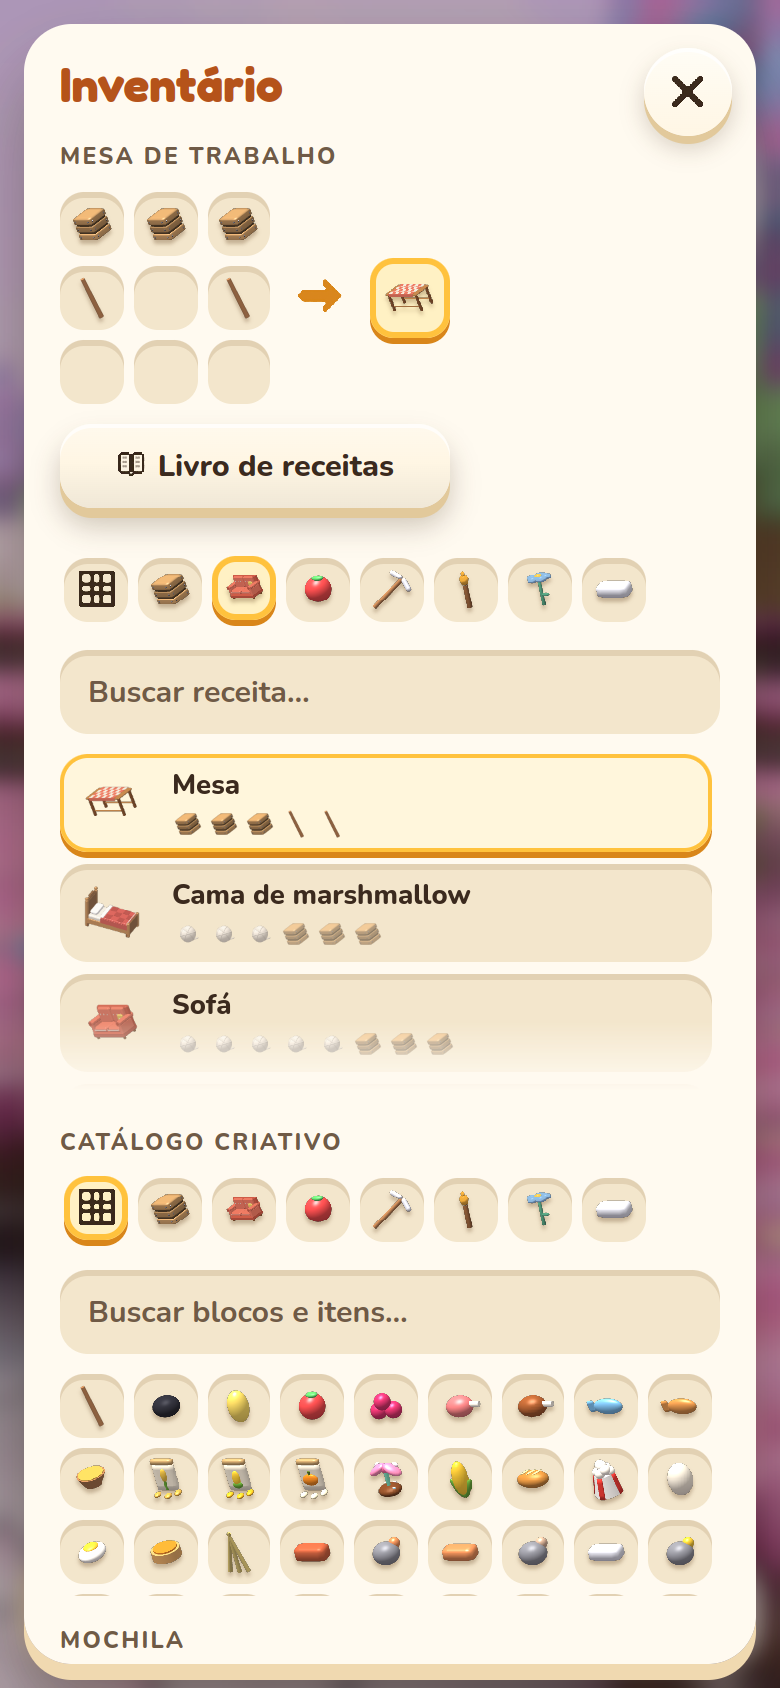 Inventário
MESA DE TRABALHO
Livro de receitas
Buscar receita...
Mesa
Cama de marshmallow
Sofá
CATÁLOGO CRIATIVO
Buscar blocos e itens...
MOCHILA